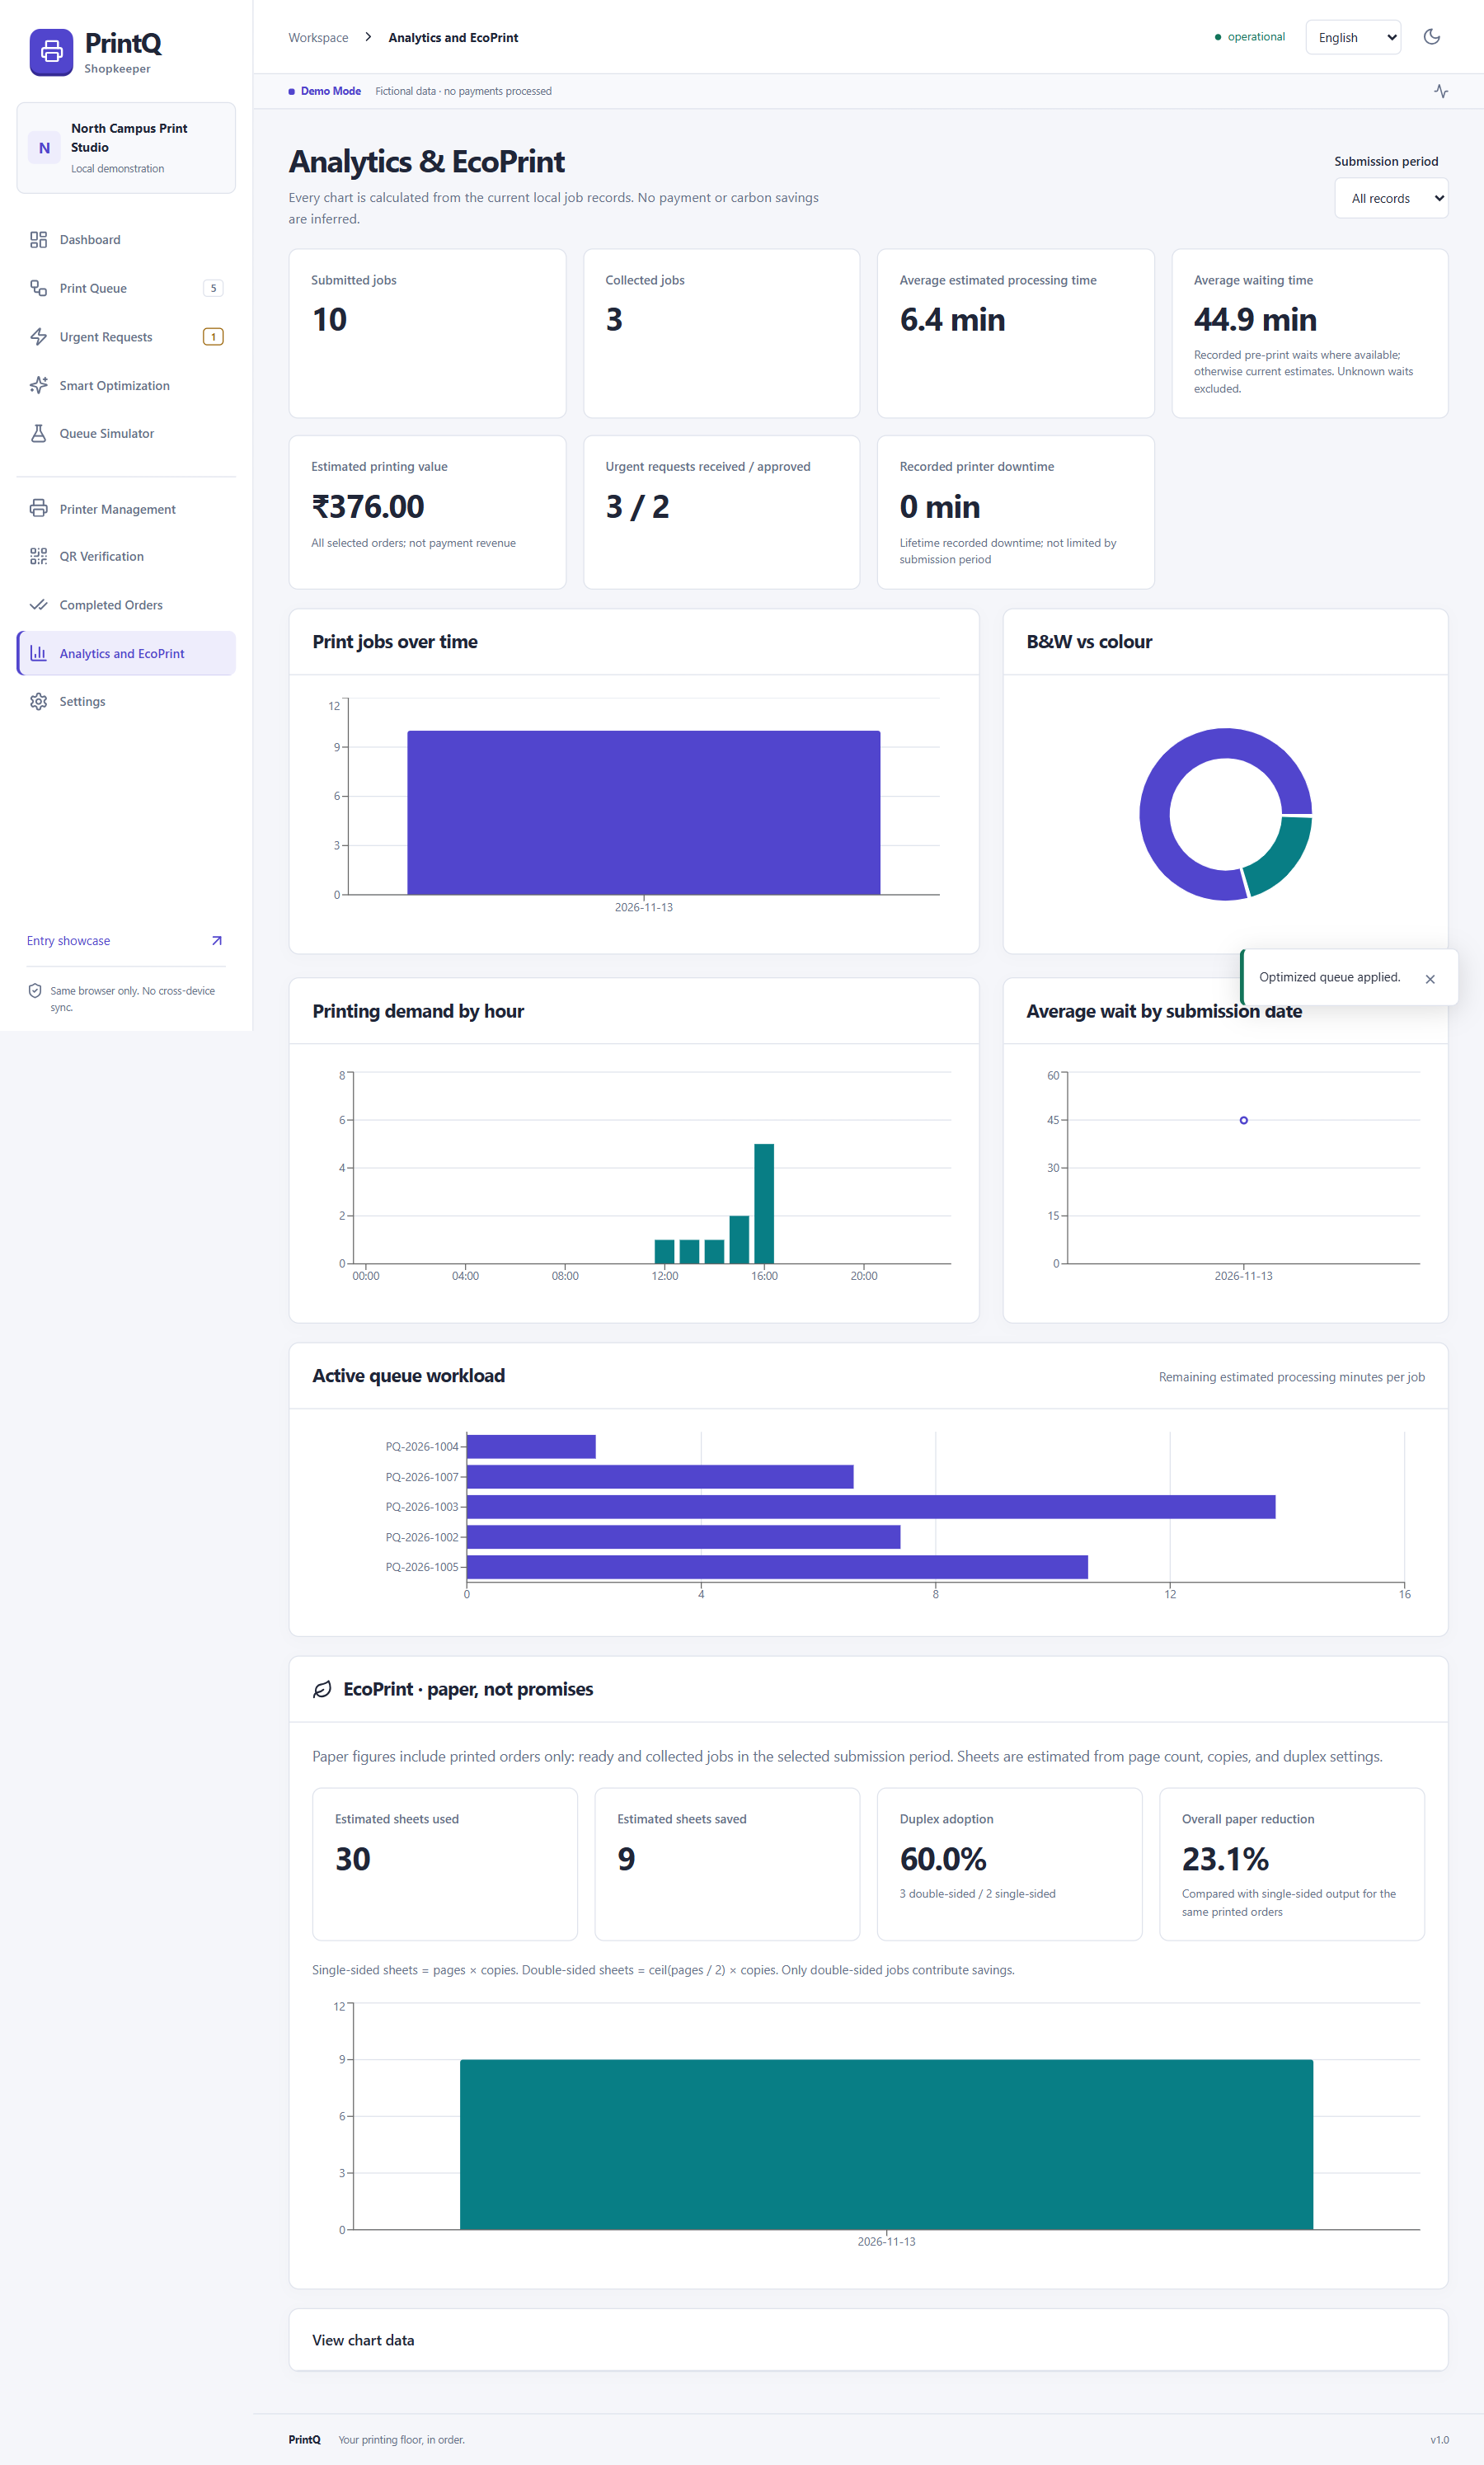 PrintQ
Shopkeeper
N
North Campus Print
Studio
Local demonstration
Dashboard
Print Queue
5
Urgent Requests
1
Smart Optimization
Queue Simulator
Printer Management
QR Verification
Completed Orders
Analytics and EcoPrint
Settings
Entry showcase
Same browser only. No cross-device
sync.
Workspace
Analytics and EcoPrint
operational
English
Demo Mode
Fictional data · no payments processed
Analytics & EcoPrint
Every chart is calculated from the current local job records. No payment or carbon savings
are inferred.
Submission period
All records
Submitted jobs
10
Collected jobs
3
Average estimated processing time
6.4 min
Average waiting time
44.9 min
Recorded pre-print waits where available;
otherwise current estimates. Unknown waits
excluded.
Estimated printing value
₹376.00
All selected orders; not payment revenue
Urgent requests received / approved
3 / 2
Recorded printer downtime
0 min
Lifetime recorded downtime; not limited by
submission period
Print jobs over time
12
9
6
3
0
2026-11-13
B&W vs colour
Optimized queue applied.
Printing demand by hour
8
6
4
2
0
00:00
04:00
08:00
12:00
16:00
20:00
Average wait by submission date
60
45
30
15
0
2026-11-13
Active queue workload
Remaining estimated processing minutes per job
PQ-2026-1004
PQ-2026-1007
PQ-2026-1003
PQ-2026-1002
PQ-2026-1005
0
4
8
12
16
EcoPrint · paper, not promises
Paper figures include printed orders only: ready and collected jobs in the selected submission period. Sheets are estimated from page count, copies, and duplex settings.
Estimated sheets used
30
Estimated sheets saved
9
Duplex adoption
60.0%
3 double-sided / 2 single-sided
Overall paper reduction
23.1%
Compared with single-sided output for the
same printed orders
Single-sided sheets = pages × copies. Double-sided sheets = ceil(pages / 2) × copies. Only double-sided jobs contribute savings.
12
9
6
3
0
2026-11-13
View chart data
PrintQ
Your printing floor, in order.
v1.0